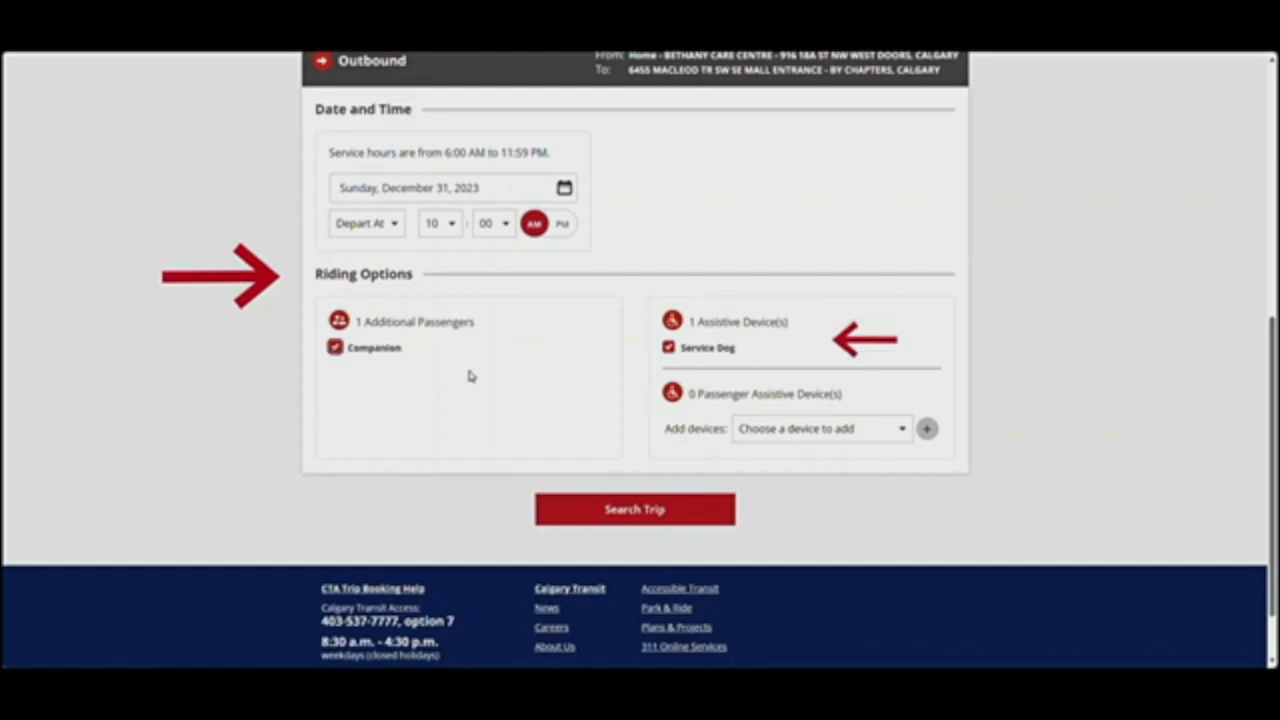 Outbound
From: Home - BETHANY CARE CENTRE - 916 18A ST NW WEST DOORS, CALGARY
To: 6455 MACLEOD TR SW SE MALL ENTRANCE - BY CHAPTERS, CALGARY
Date and Time
Service hours are from 6:00 AM to 11:59 PM.
Sunday, December 31, 2023
Depart At 10 : 00 AM PM
Riding Options
1 Additional Passengers
Companion
1 Assistive Device(s)
Service Dog
0 Passenger Assistive Device(s)
Add devices: Choose a device to add +
Search Trip
CTA Trip Booking Help
Calgary Transit Access:
403-537-7777, option 7
8:30 a.m. - 4:30 p.m.
weekdays (closed holidays)
Calgary Transit
News
Careers
About Us
Accessible Transit
Park & Ride
Plans & Projects
311 Online Services